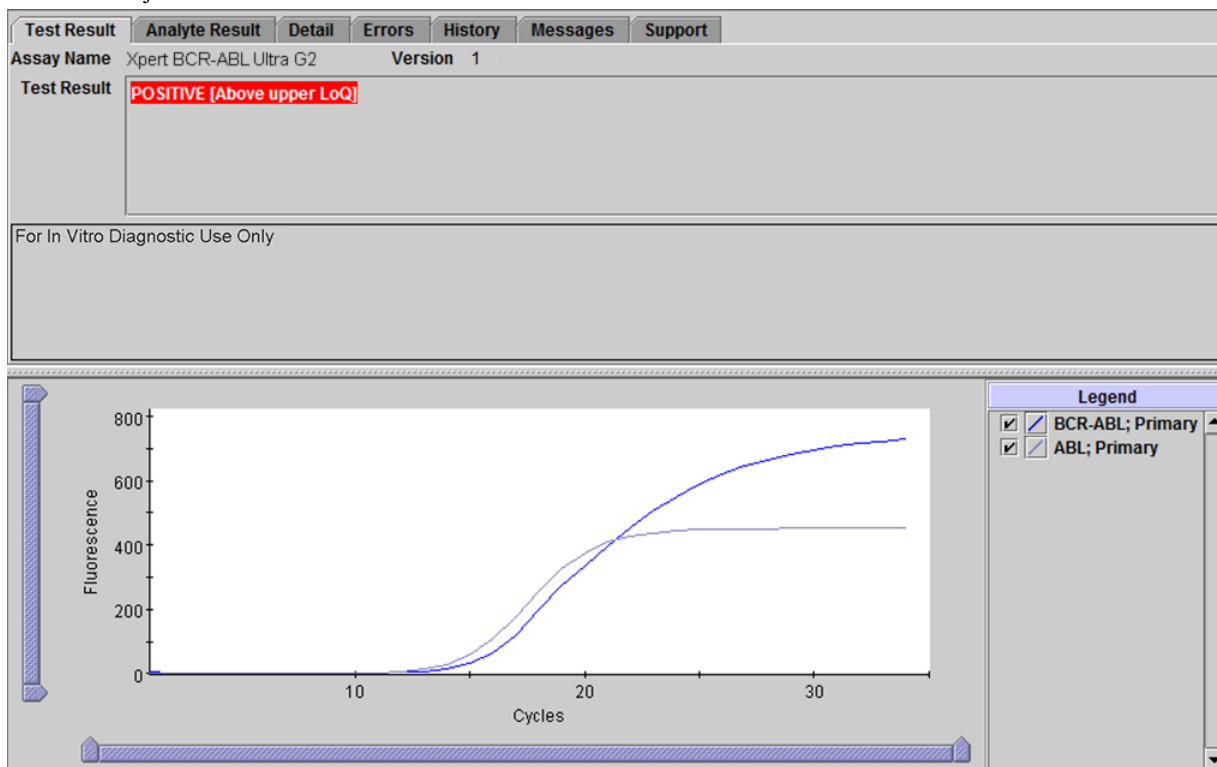 Test Result Analyte Result Detail Errors History Messages Support
Assay Name Xpert BCR-ABL Ultra G2 Version 1
Test Result POSITIVE [Above upper LoQ]
For In Vitro Diagnostic Use Only
800
600
400
200
0
Fluorescence
10 20 30
Cycles
Legend
BCR-ABL; Primary
ABL; Primary